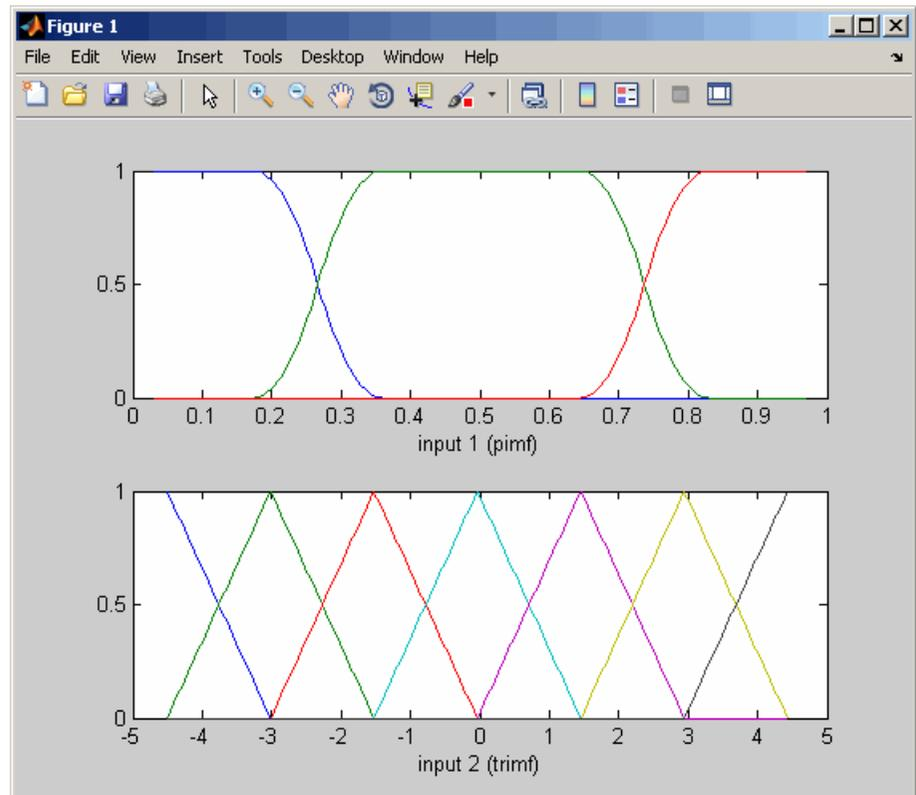 Figure 1
File Edit View Insert Tools Desktop Window Help
1
0.5
0
0 0.1 0.2 0.3 0.4 0.5 0.6 0.7 0.8 0.9 1
input 1 (pimf)
1
0.5
0
-5 -4 -3 -2 -1 0 1 2 3 4 5
input 2 (trimf)